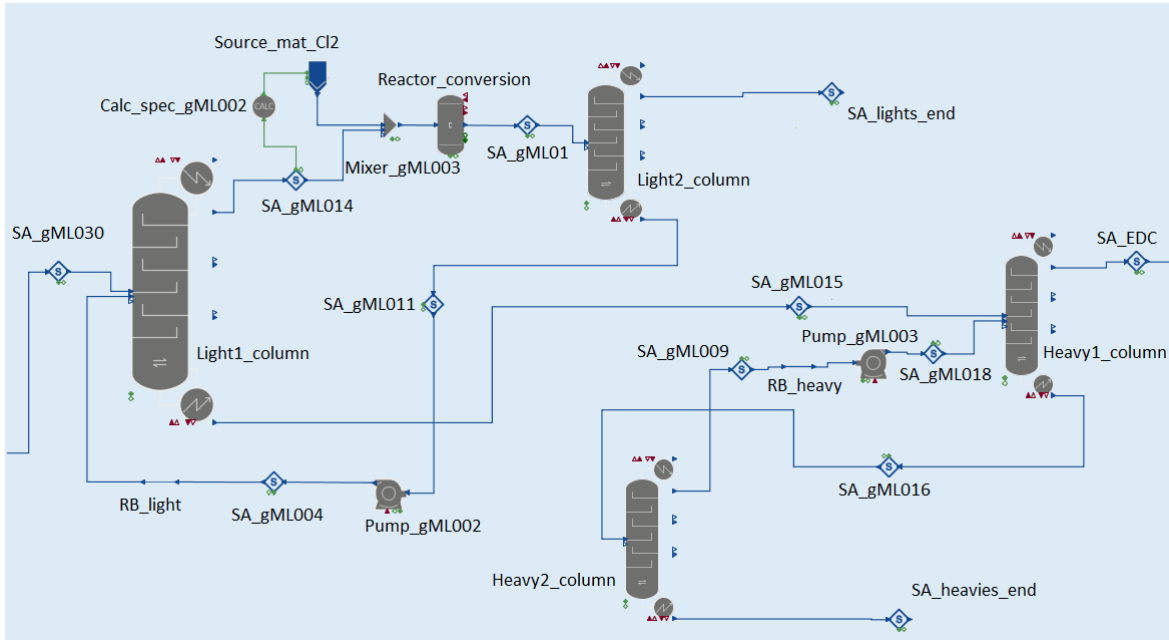 Source_mat_Cl2
Reactor_conversion
Calc_spec_gML002
CALC
C
SA_lights_end
S
Mixer_gML003
SA_gML01
S
Light2_column
S
SA_gML014
SA_gML030
S
SA_EDC
S
SA_gML011
S
SA_gML015
S
Pump_gML003
Light1_column
SA_gML009
S
RB_heavy
S
SA_gML018
Heavy1_column
RB_light
S
SA_gML004
Pump_gML002
S
SA_gML016
Heavy2_column
SA_heavies_end
S